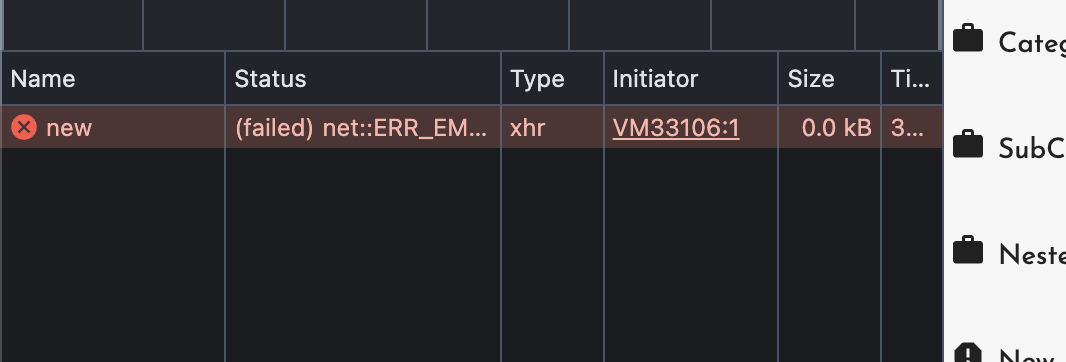 Name Status Type Initiator Size Ti...
new (failed) net::ERR_EM... xhr VM33106:1 0.0 kB 3...
Categ
SubC
Neste
New